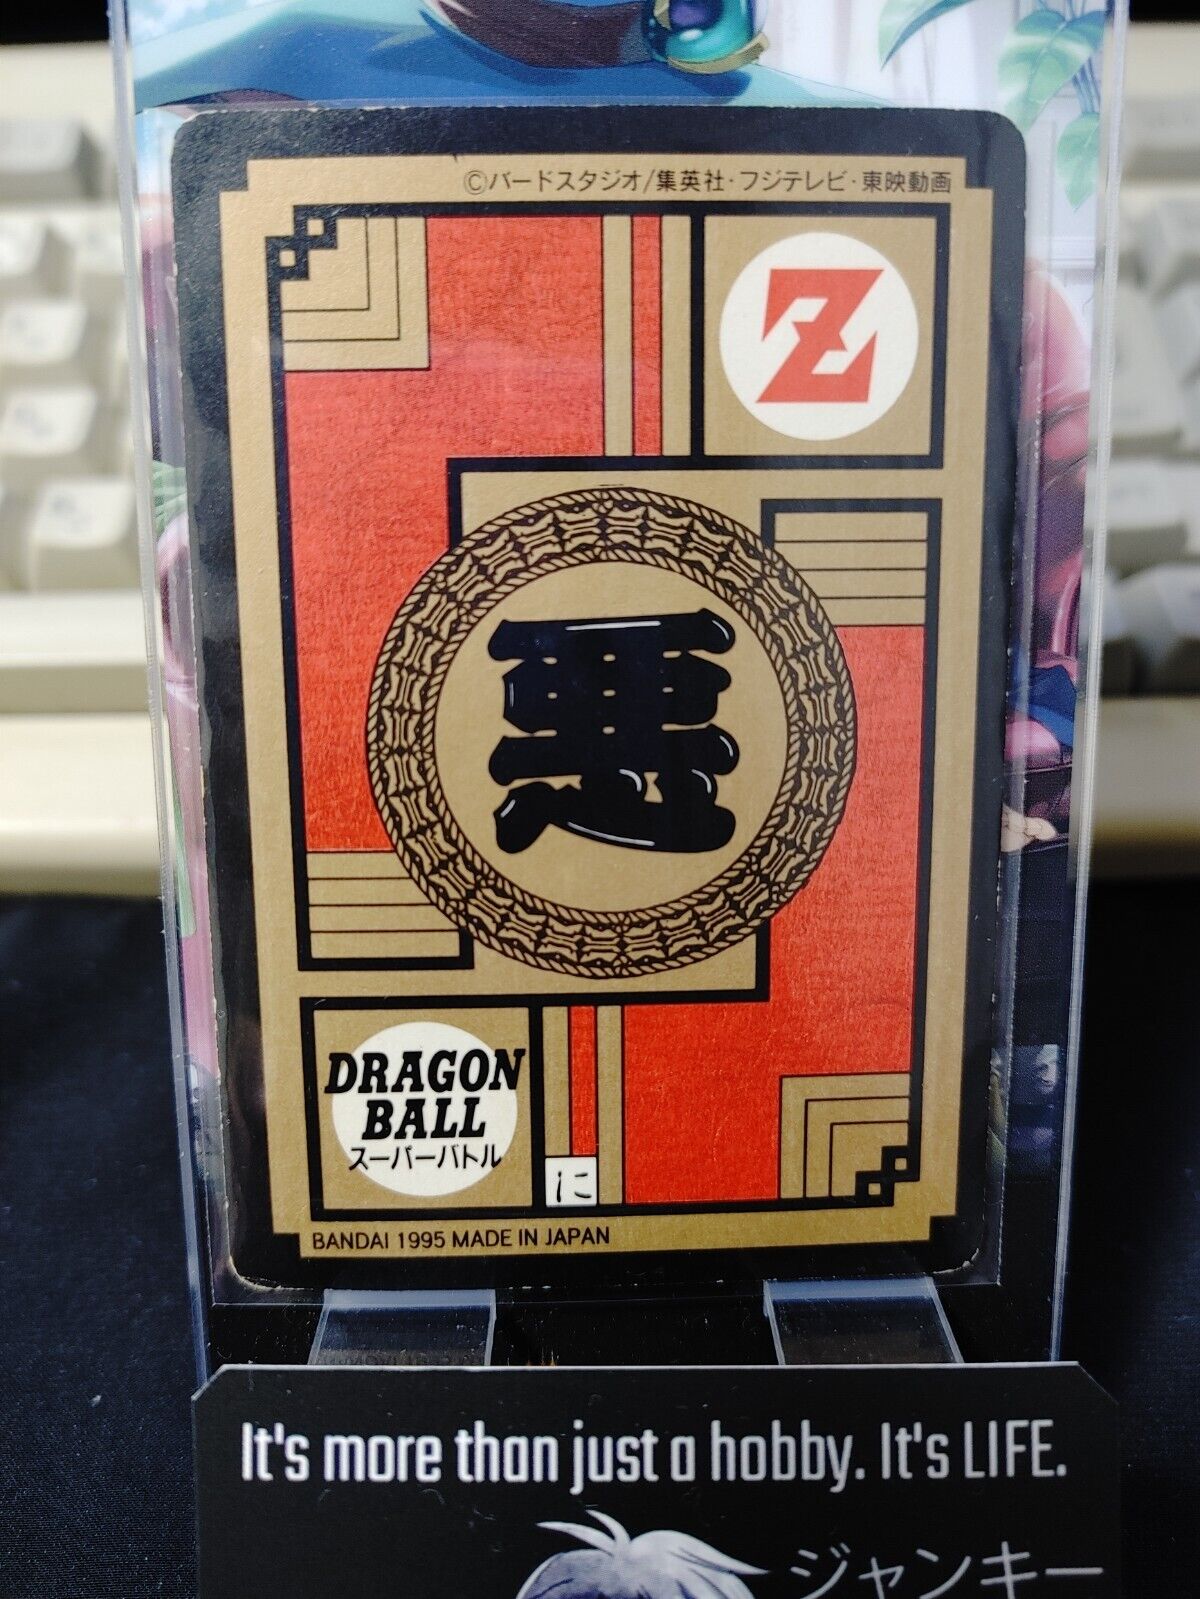 ©バードスタジオ/集英社・フジテレビ・東映動画
Z
悪
DRAGON
BALL
スーパーバトル
に
BANDAI 1995 MADE IN JAPAN
It's more than just a hobby. It's LIFE.
ジャンキー